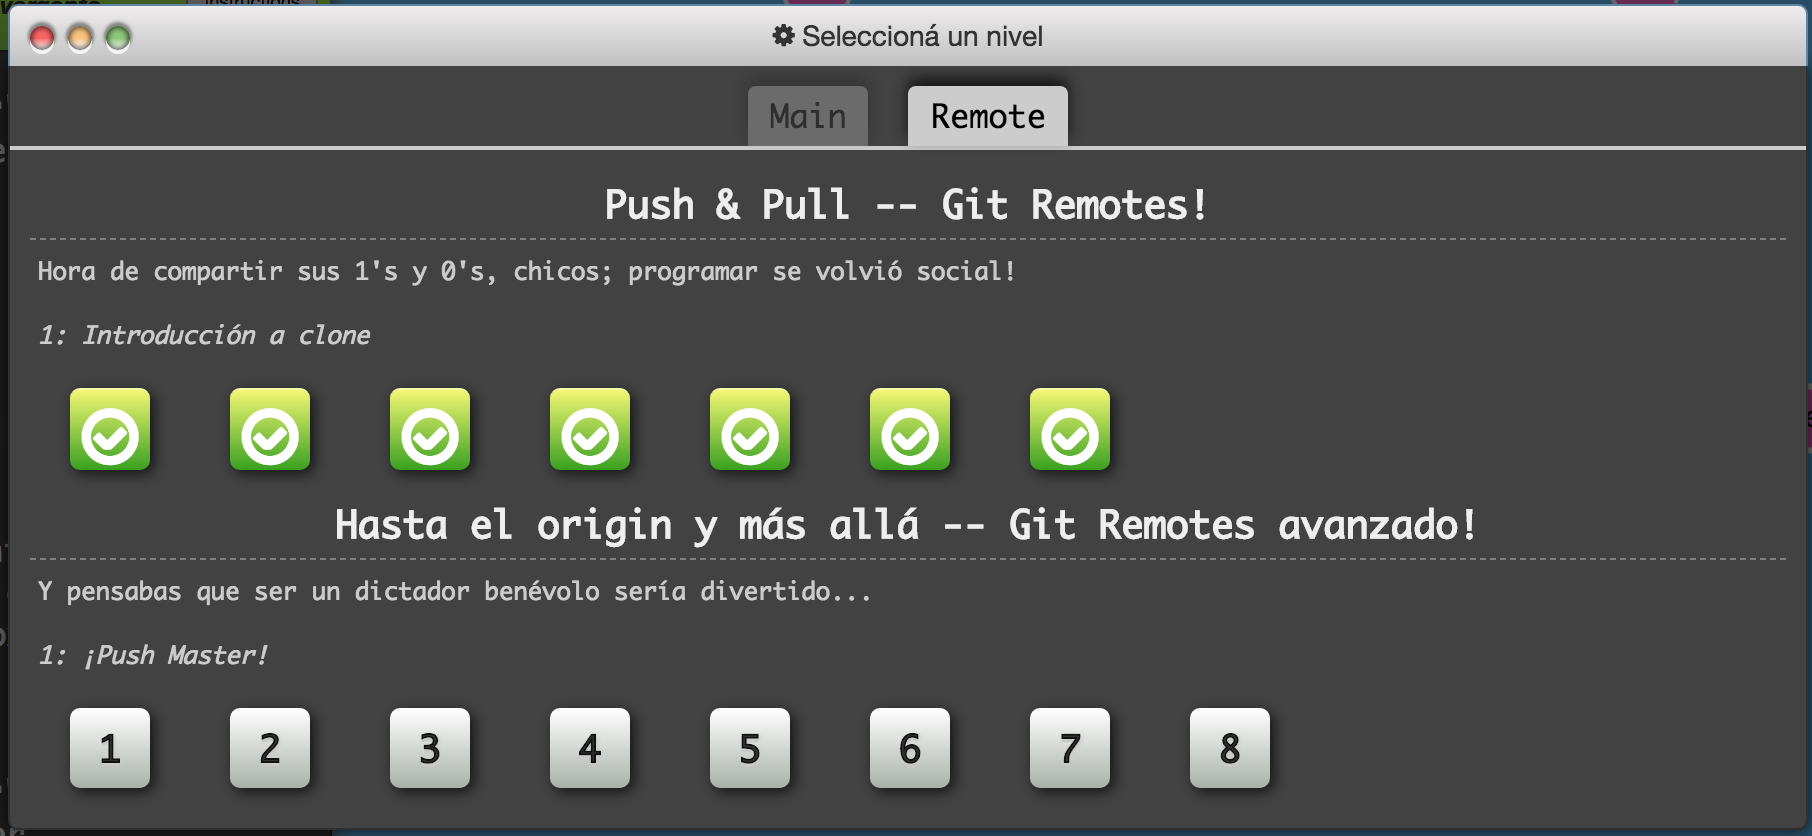 Instructions
Seleccioná un nivel
Main Remote
Push & Pull -- Git Remotes!
Hora de compartir sus 1's y 0's, chicos; programar se volvió social!
1: Introducción a clone
Hasta el origin y más allá -- Git Remotes avanzado!
Y pensabas que ser un dictador benévolo sería divertido...
1: ¡Push Master!
1 2 3 4 5 6 7 8